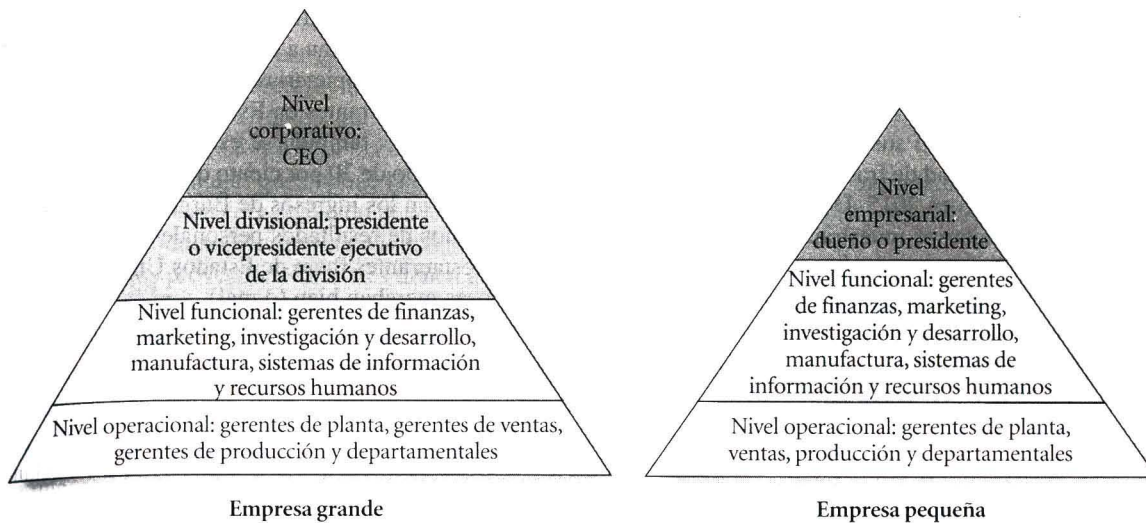 Nivel
corporativo:
CEO
Nivel divisional: presidente
o vicepresidente ejecutivo
de la división
Nivel funcional: gerentes de finanzas,
marketing, investigación y desarrollo,
manufactura, sistemas de información
y recursos humanos
Nivel operacional: gerentes de planta, gerentes de ventas,
gerentes de producción y departamentales
Empresa grande
Nivel
empresarial:
dueño o presidente
Nivel funcional: gerentes
de finanzas, marketing,
investigación y desarrollo,
manufactura, sistemas de
información y recursos humanos
Nivel operacional: gerentes de planta,
ventas, producción y departamentales
Empresa pequeña